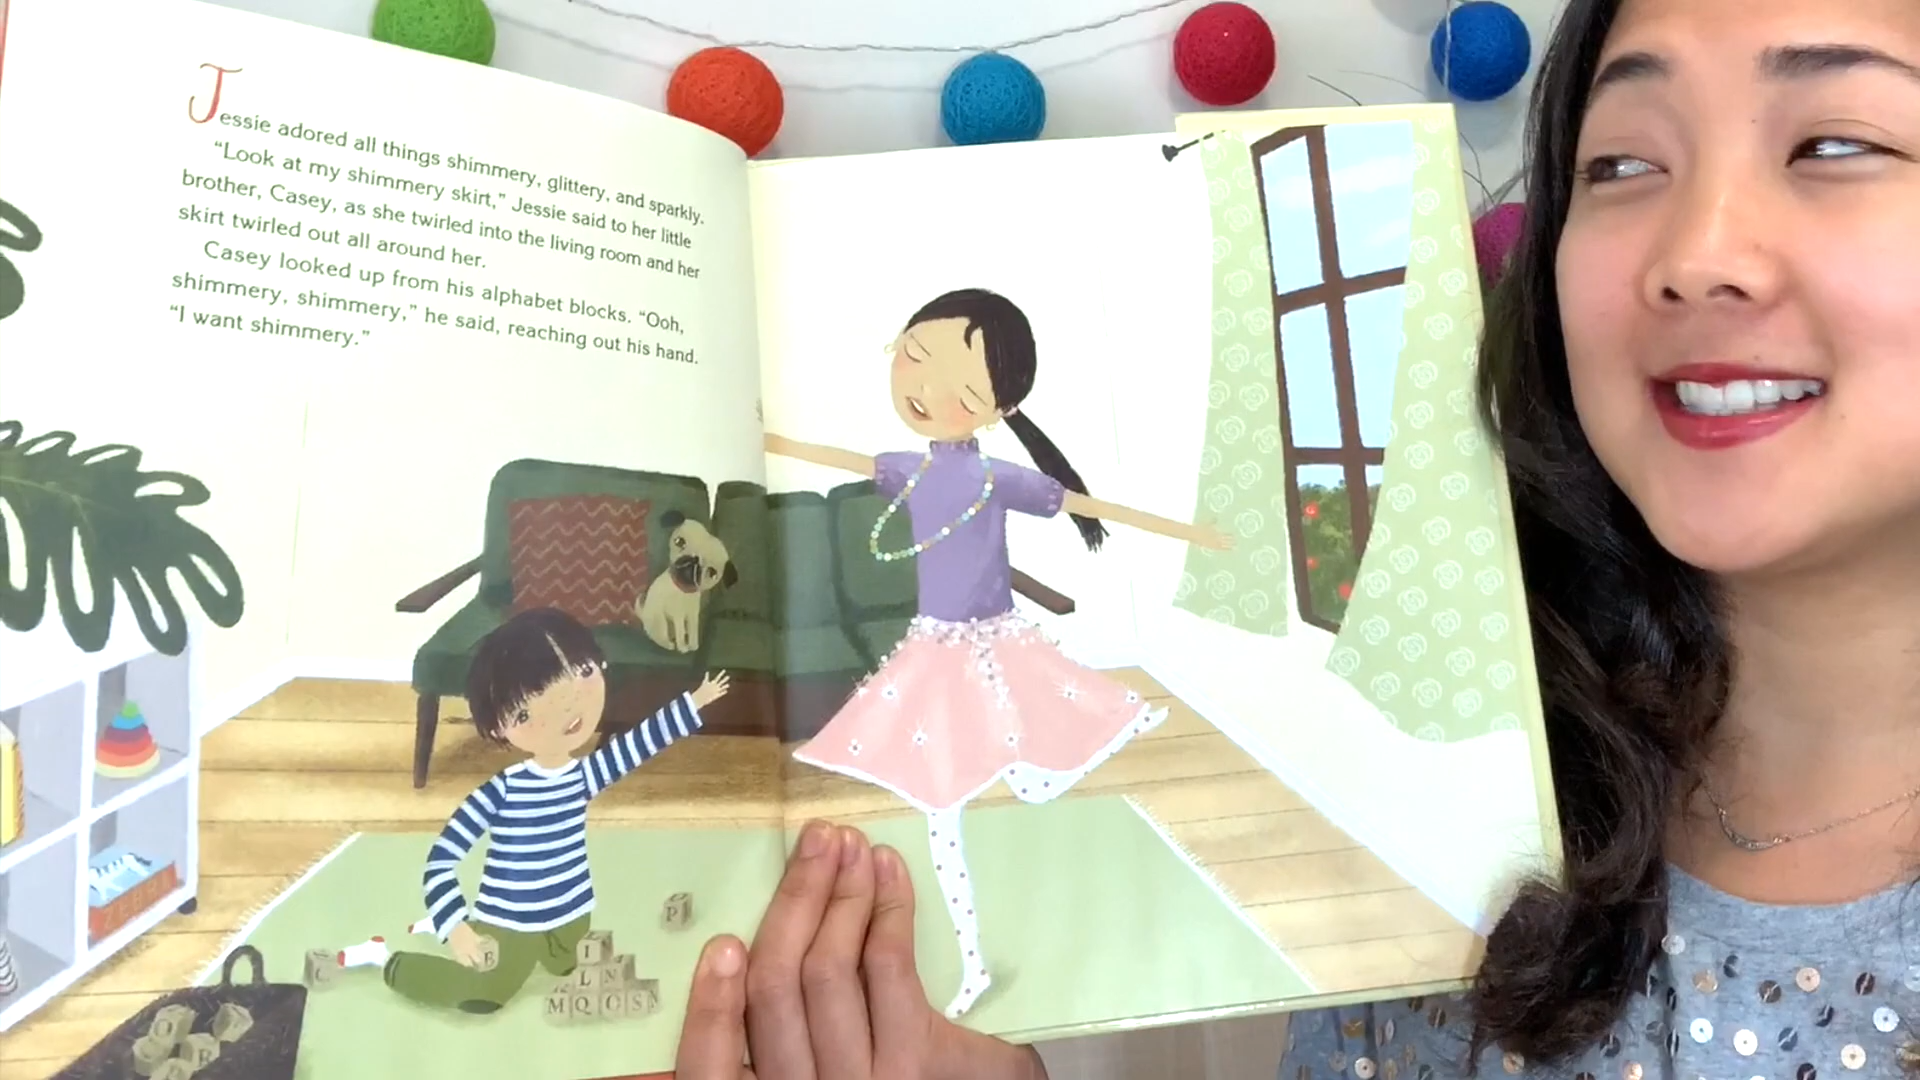 Jessie adored all things shimmery, glittery, and sparkly.
“Look at my shimmery skirt,” Jessie said to her little
brother, Casey, as she twirled into the living room and her
skirt twirled out all around her.
Casey looked up from his alphabet blocks. “Ooh,
shimmery, shimmery,” he said, reaching out his hand.
“I want shimmery.”
P
B
I
C
L N
M Q O S
O
R